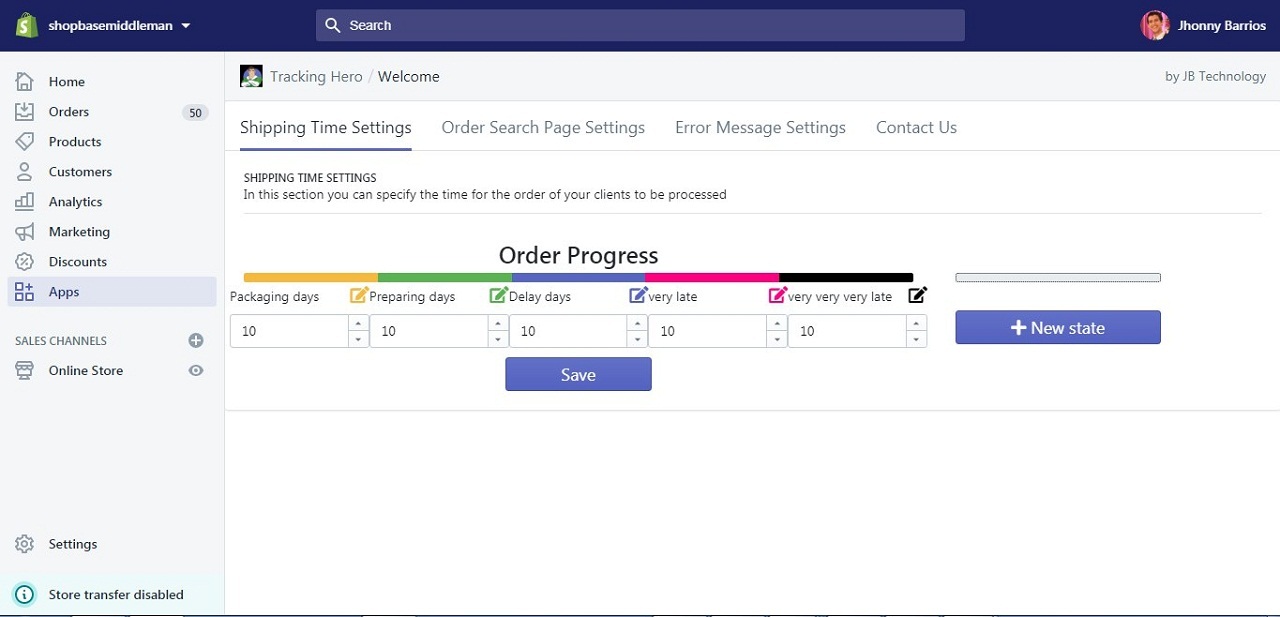 shopbasemiddleman
Search
Jhonny Barrios
Home
Orders 50
Products
Customers
Analytics
Marketing
Discounts
Apps
SALES CHANNELS
Online Store
Settings
Store transfer disabled
Tracking Hero / Welcome
by JB Technology
Shipping Time Settings Order Search Page Settings Error Message Settings Contact Us
SHIPPING TIME SETTINGS
In this section you can specify the time for the order of your clients to be processed
Order Progress
Packaging days Preparing days Delay days very late very very very late
10 10 10 10 10
New state
Save